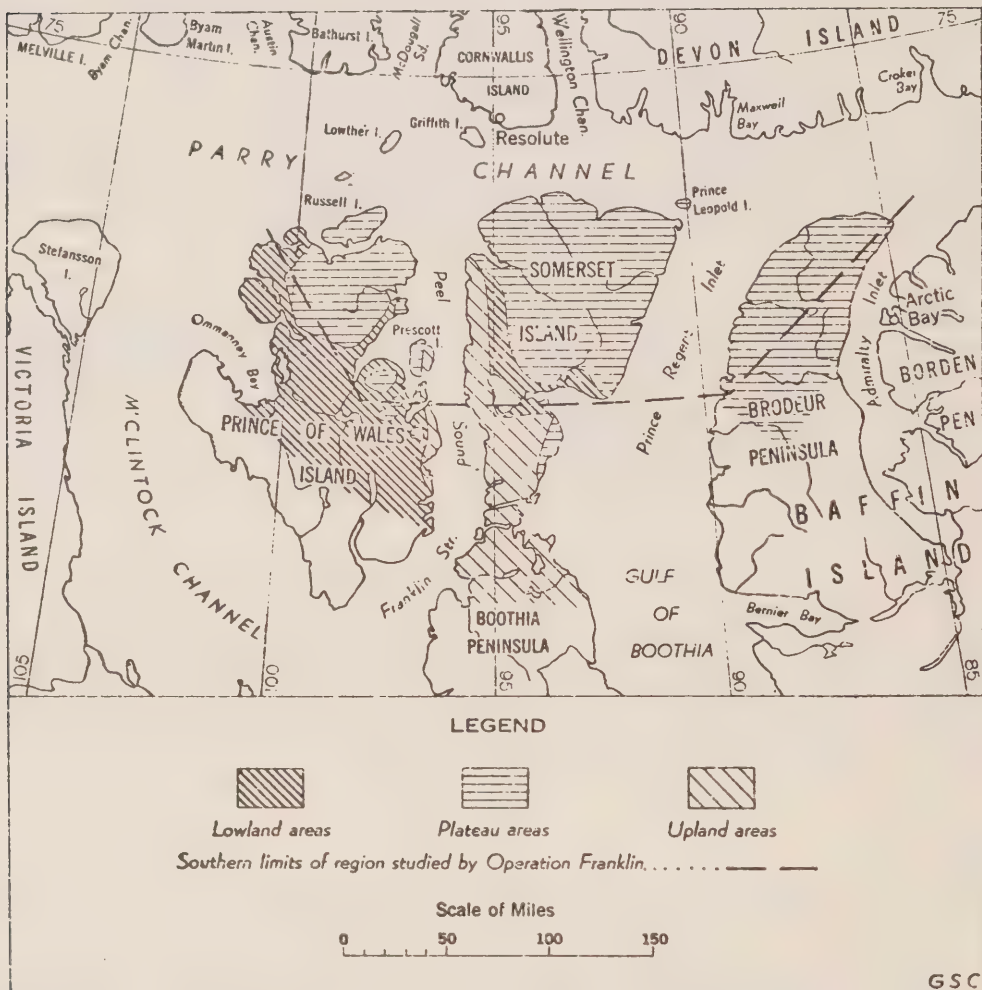 75
MELVILLE I.
Byam Chan.
Byam
Martin I.
Austin
Chan.
Bathurst I.
McDougall
Sd.
95
CORNWALLIS
ISLAND
Wellington Chan.
90
DEVON ISLAND
75
Croker
Bay
Maxwell
Bay
Lowther I.
Griffith I.
Resolute
PARRY CHANNEL
Russell I.
Prince
Leopold I.
Stefansson
I.
Peel
Sound
SOMERSET
ISLAND
Prince
Regent
Inlet
Admiralty
Inlet
Arctic
Bay
Prescott
I.
Ommanney
Bay
BORDEN
PEN
VICTORIA
ISLAND
M'CLINTOCK
CHANNEL
PRINCE OF WALES
ISLAND
BRODEUR
PENINSULA
BAFFIN
ISLAND
Franklin
Str.
BOOTHIA
PENINSULA
GULF
OF
BOOTHIA
Bernier Bay
105
100
95
90
85
LEGEND
Lowland areas
Plateau areas
Upland areas
Southern limits of region studied by Operation Franklin
Scale of Miles
0 50 100 150
GSC